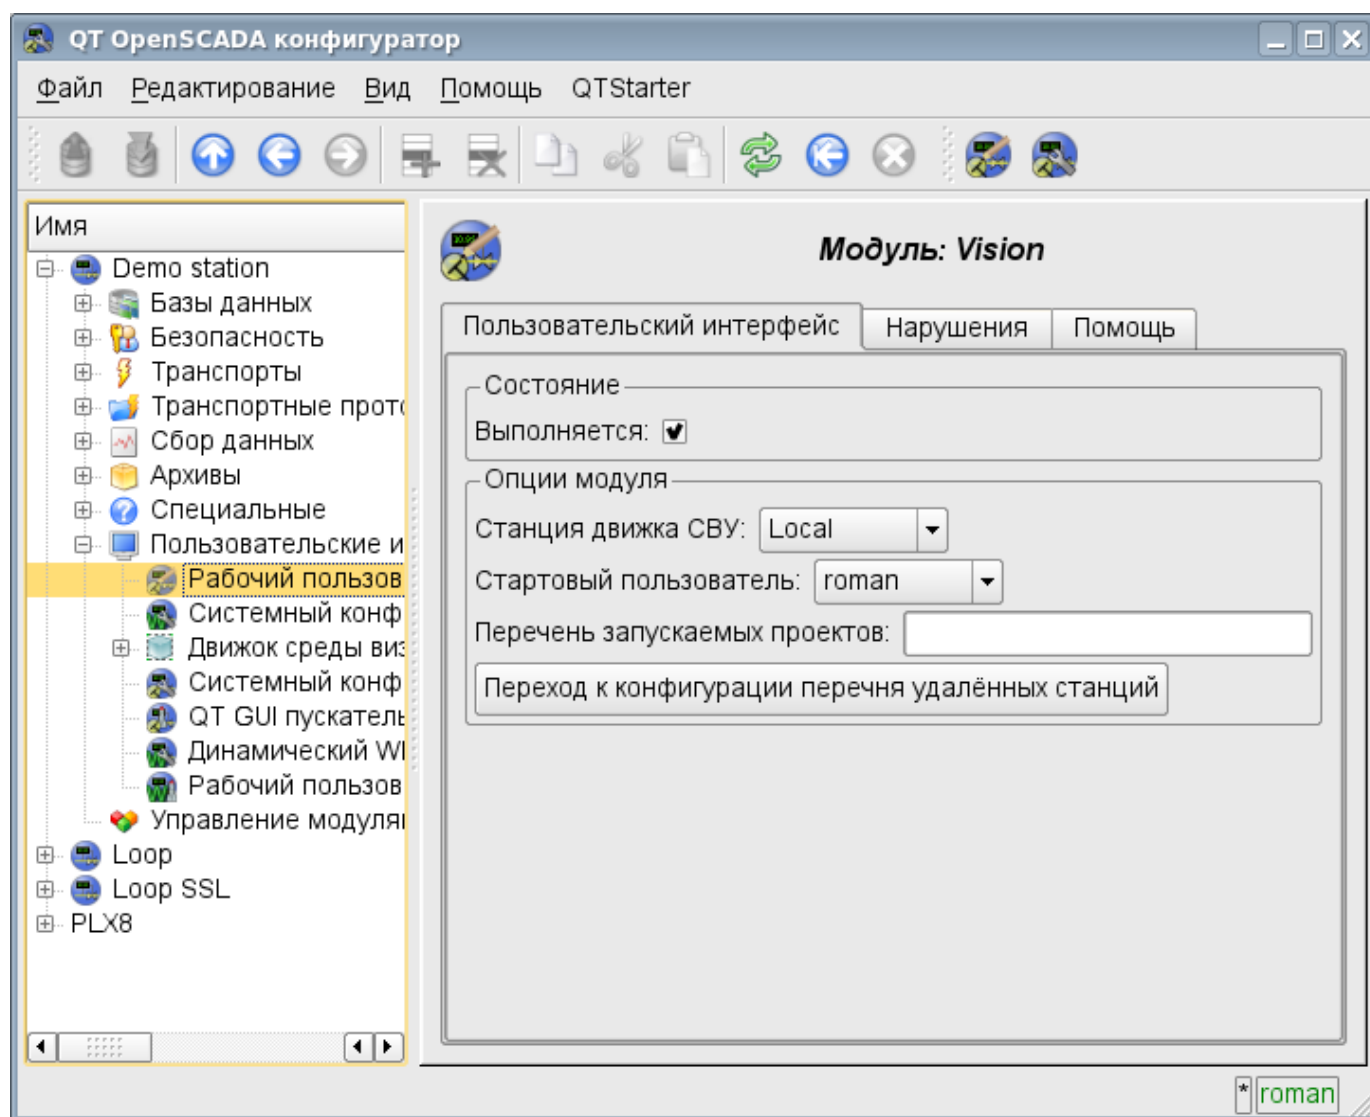 QT OpenSCADA конфигуратор
Файл Редактирование Вид Помощь QTStarter
Имя
Demo station
Базы данных
Безопасность
Транспорты
Транспортные прот
Сбор данных
Архивы
Специальные
Пользовательские и
Рабочий пользов
Системный конф
Движок среды виз
Системный конф
QT GUI пускатель
Динамический W
Рабочий пользов
Управление модуля
Loop
Loop SSL
PLX8
Модуль: Vision
Пользовательский интерфейс Нарушения Помощь
Состояние
Выполняется:
Опции модуля
Станция движка СВУ: Local
Стартовый пользователь: roman
Перечень запускаемых проектов:
Переход к конфигурации перечня удалённых станций
* roman